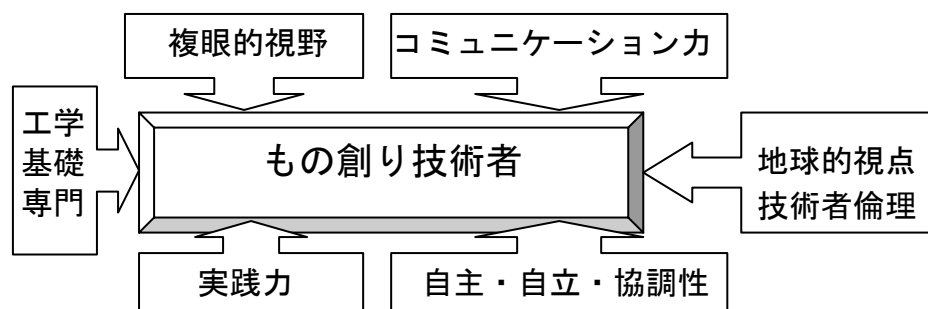 複眼的視野
コミュニケーション力
工学
基礎
専門
もの創り技術者
地球的視点
技術者倫理
実践力
自主・自立・協調性